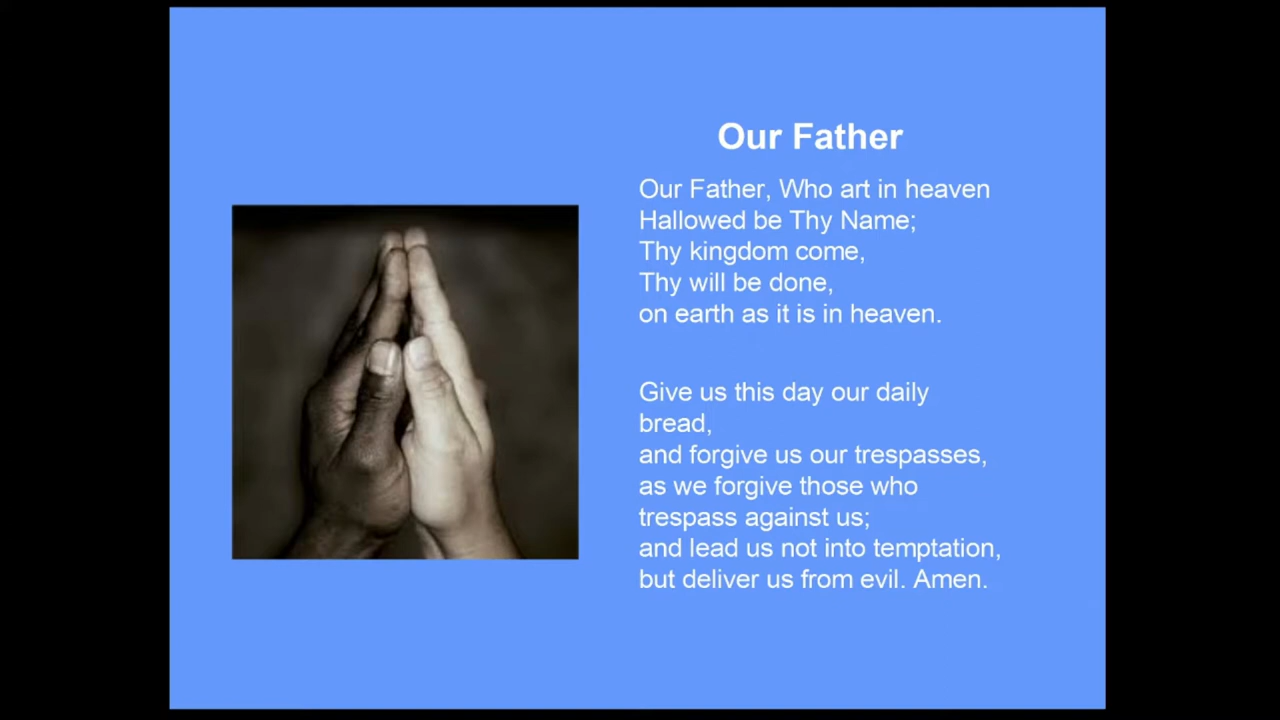 Our Father
Our Father, Who art in heaven
Hallowed be Thy Name;
Thy kingdom come,
Thy will be done,
on earth as it is in heaven.
Give us this day our daily
bread,
and forgive us our trespasses,
as we forgive those who
trespass against us;
and lead us not into temptation,
but deliver us from evil. Amen.